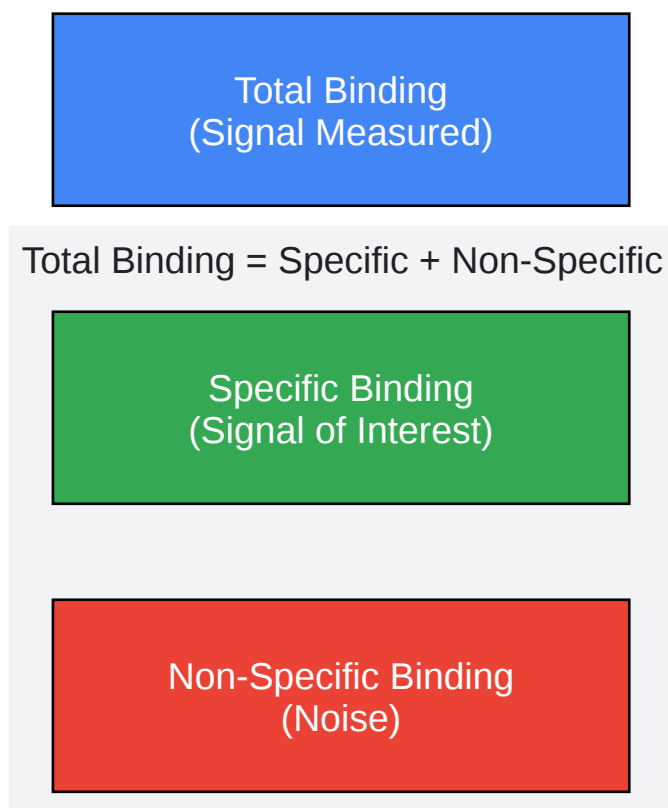 Total Binding
(Signal Measured)
Total Binding = Specific + Non-Specific
Specific Binding
(Signal of Interest)
Non-Specific Binding
(Noise)